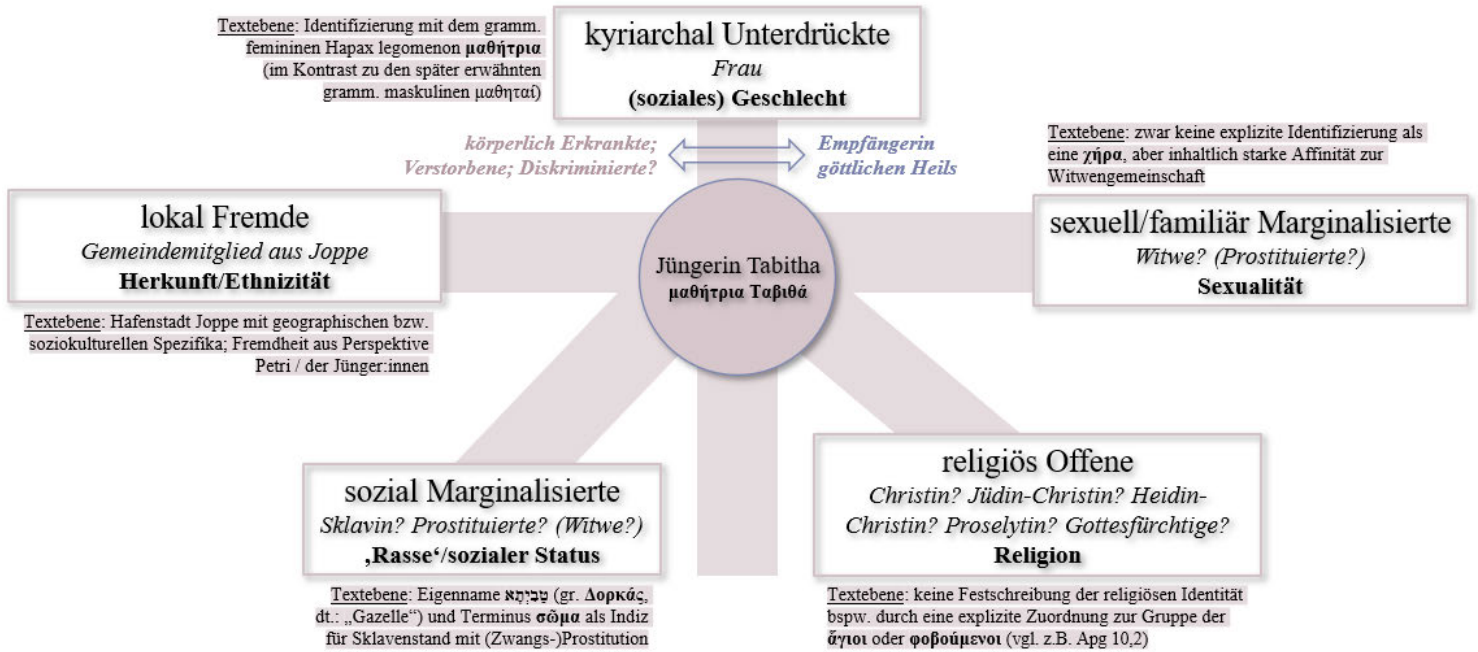 Textebene: Identifizierung mit dem gramm.
femininen Hapax legomenon μαθήτρια
(im Kontrast zu den später erwähnten
gramm. maskulinen μαθηταί)
kyriarchal Unterdrückte
Frau
(soziales) Geschlecht
körperlich Erkrankte;
Verstorbene; Diskriminierte?
Empfängerin
göttlichen Heils
Textebene: zwar keine explizite Identifizierung als
eine χήρα, aber inhaltlich starke Affinität zur
Witwengemeinschaft
lokal Fremde
Gemeindemitglied aus Joppe
Herkunft/Ethnizität
Textebene: Hafenstadt Joppe mit geographischen bzw.
soziokulturellen Spezifika; Fremdheit aus Perspektive
Petri / der Jünger:innen
Jüngerin Tabitha
μαθήτρια Ταβιθά
sexuell/familiär Marginalisierte
Witwe? (Prostituierte?)
Sexualität
sozial Marginalisierte
Sklavin? Prostituierte? (Witwe?)
‚Rasse‘/sozialer Status
Textebene: Eigenname טַבְיְתָא (gr. Δορκάς,
dt.: „Gazelle“) und Terminus σῶμα als Indiz
für Sklavenstand mit (Zwangs-)Prostitution
religiös Offene
Christin? Jüdin-Christin? Heidin-
Christin? Proselytin? Gottesfürchtige?
Religion
Textebene: keine Festschreibung der religiösen Identität
bspw. durch eine explizite Zuordnung zur Gruppe der
ἅγιοι oder φοβούμενοι (vgl. z.B. Apg 10,2)